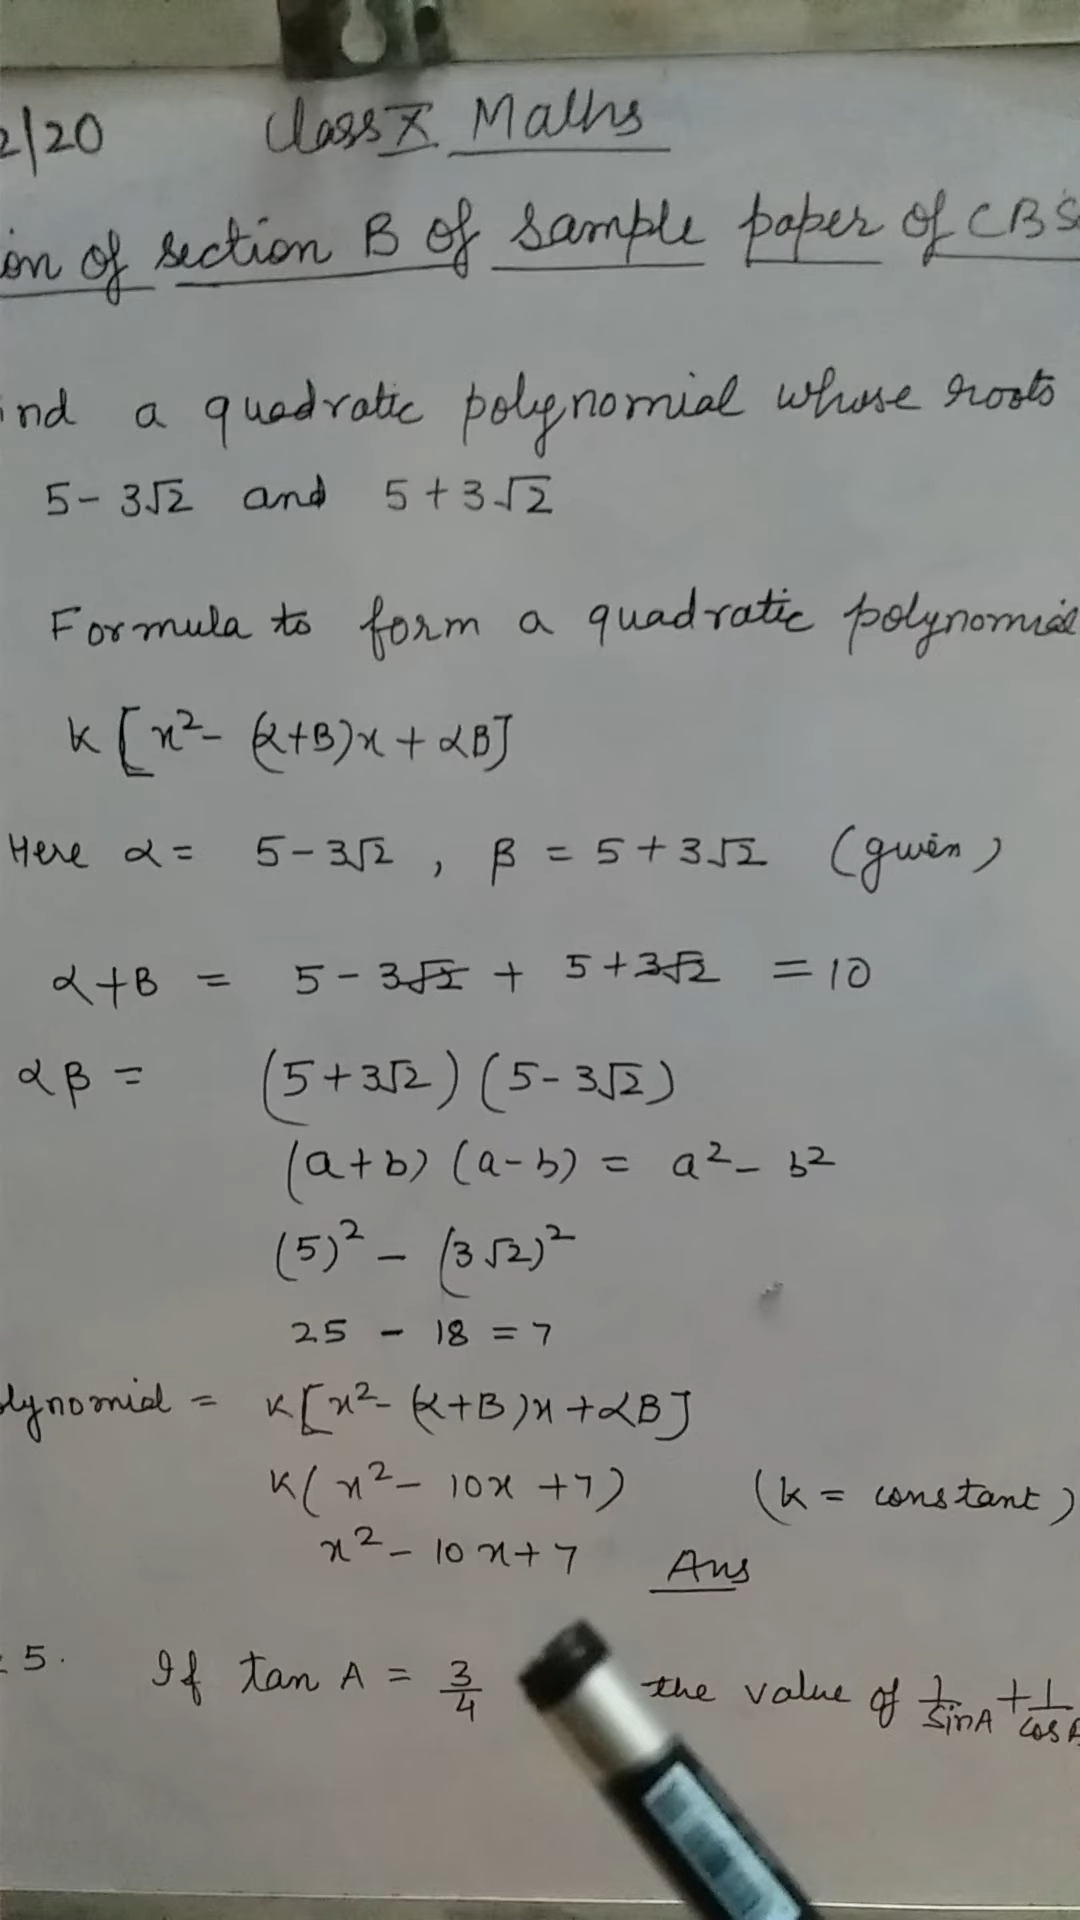 2/20 Class X Maths
on of section B of sample paper of CBS
ind a quadratic polynomial whose roots
5-3√2 and 5+3√2
Formula to form a quadratic polynomial
K[x²-(α+β)x+αβ]
Here α = 5-3√2, β = 5+3√2 (given)
α+β = 5-3√2 + 5+3√2 = 10
αβ = (5+3√2)(5-3√2)
(a+b)(a-b) = a²-b²
(5)² - (3√2)²
25 - 18 = 7
olynomial = K[x²-(α+β)x+αβ]
K(x²-10x+7) (k = constant)
x²-10x+7 Ans
5. If tan A = 3/4 the value of 1/sinA + 1/cosA